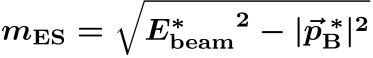 m_ES = √(E*_beam² − |p⃗*_B|²)